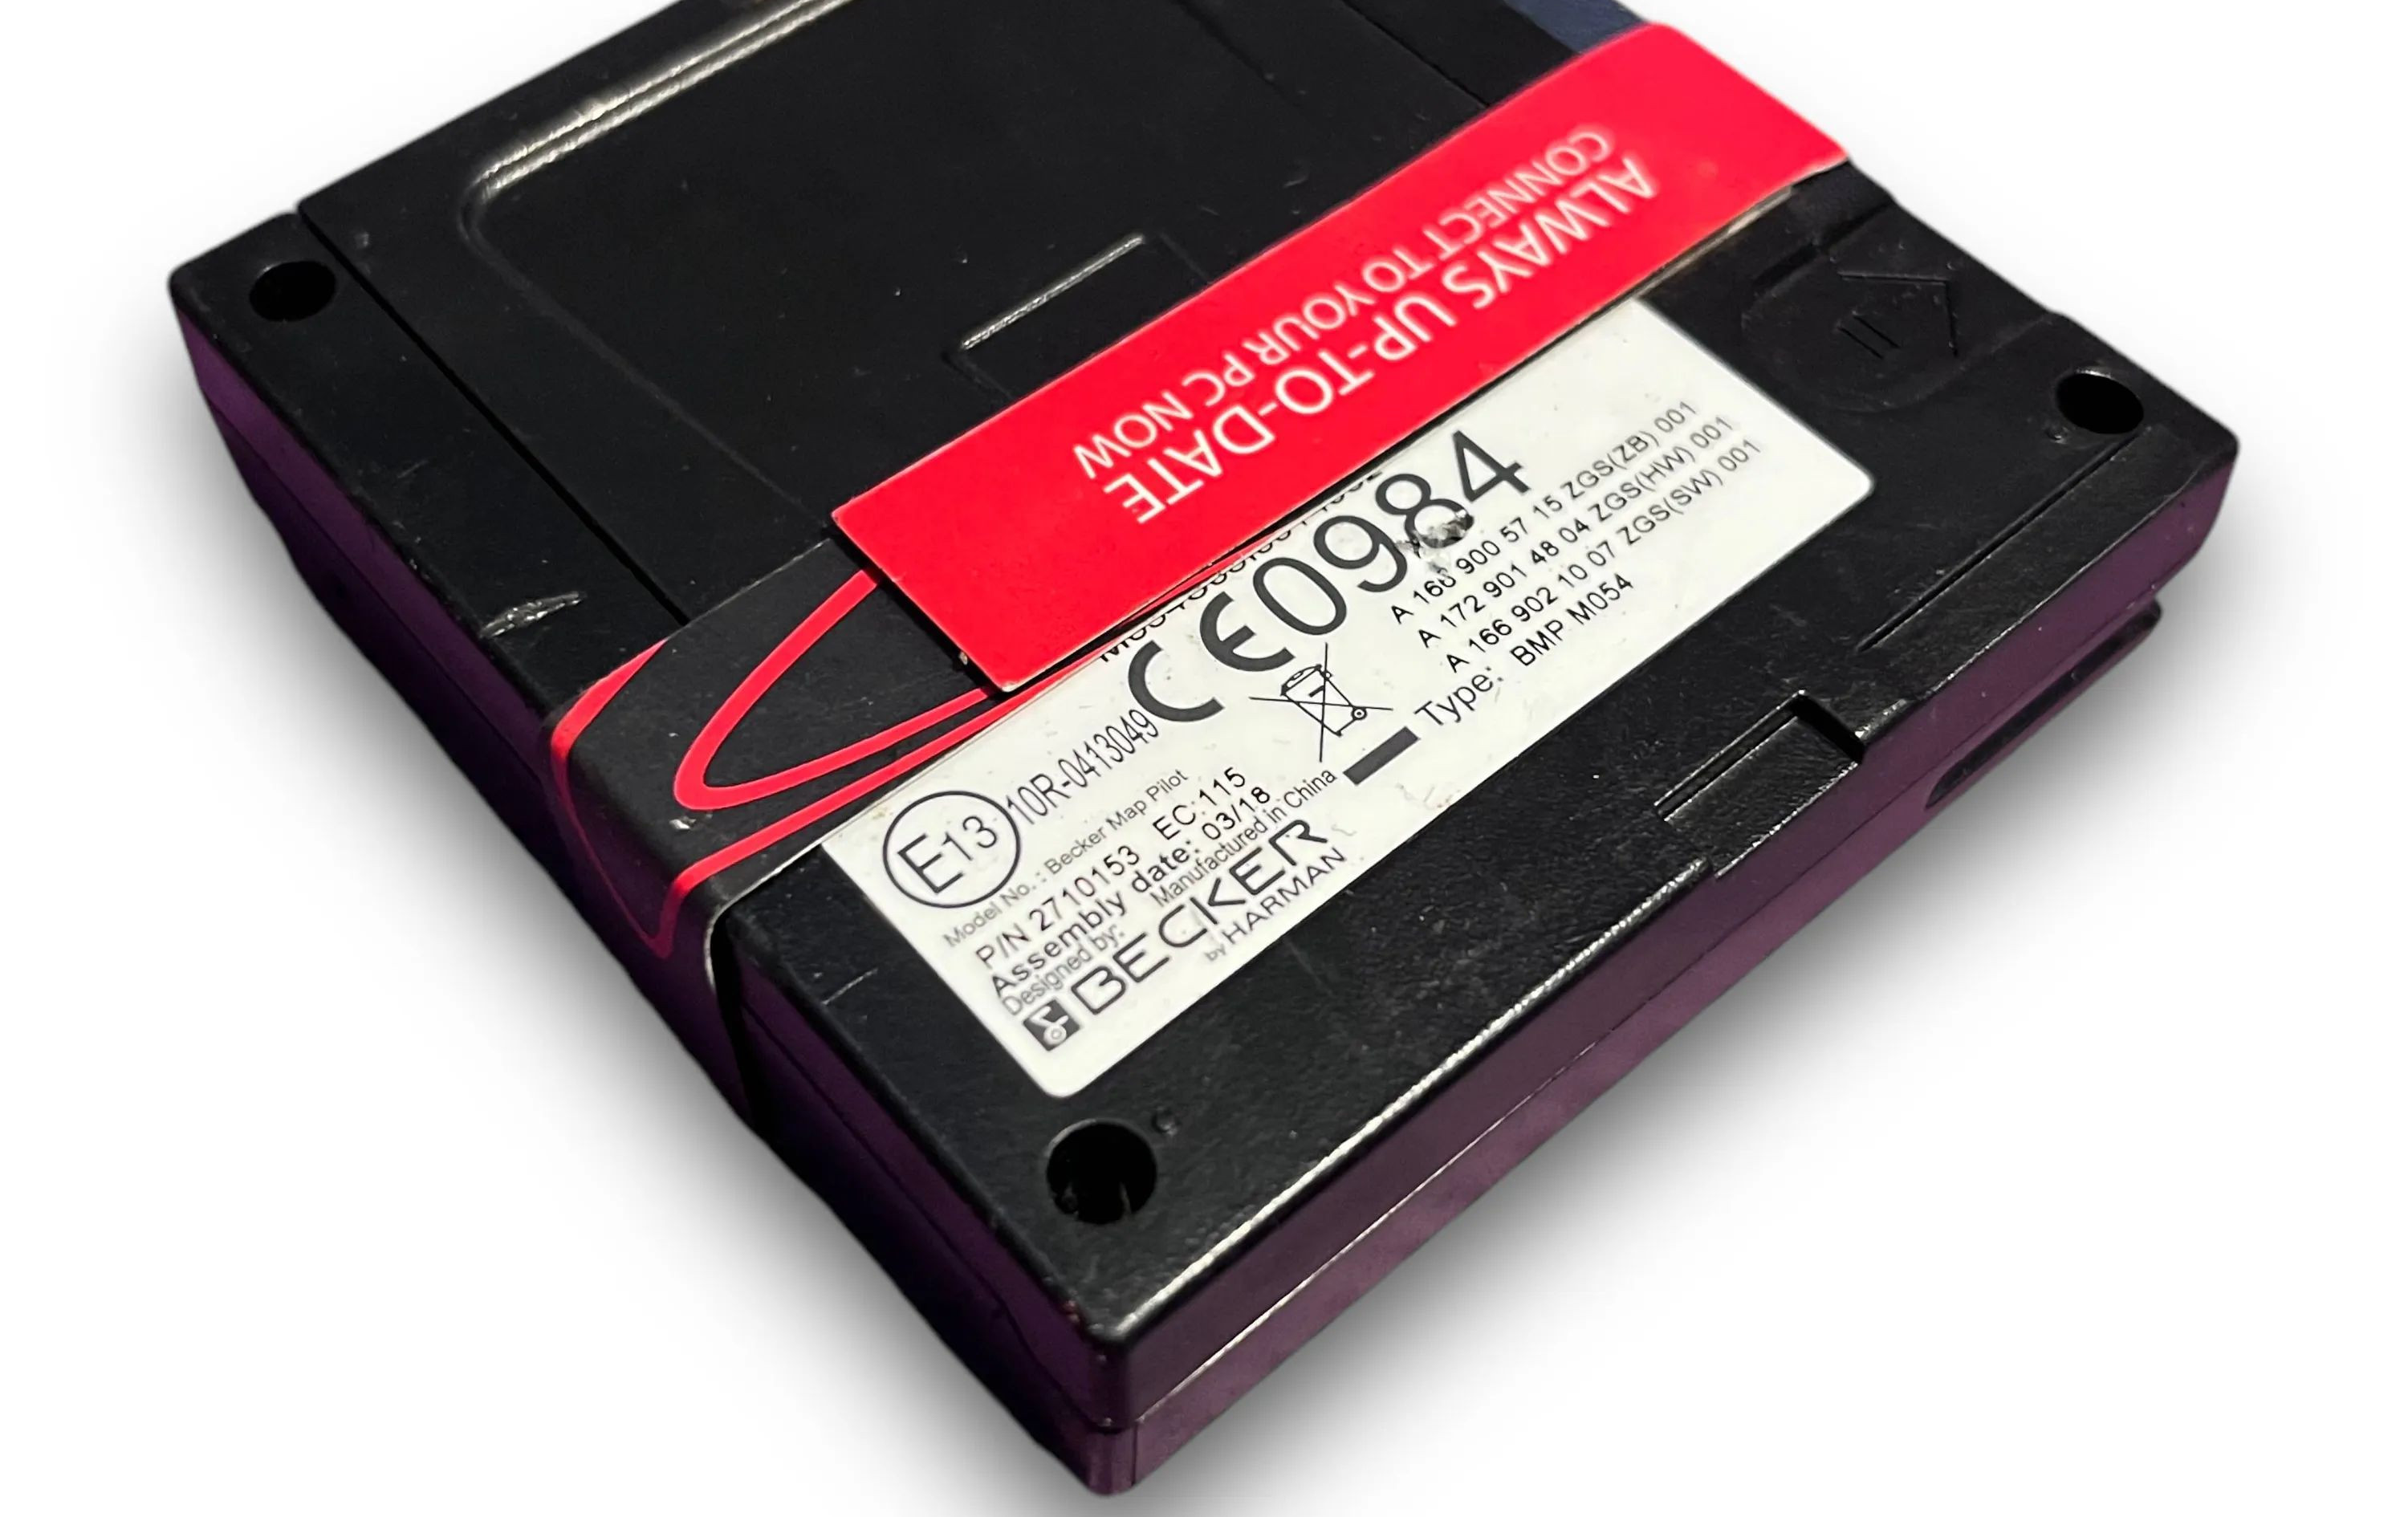 ALWAYS UP-TO-DATE
CONNECT TO YOUR PC NOW
CE0984
A 166 900 57 15 ZGS(ZB) 001
A 172 901 48 04 ZGS(HW) 001
A 166 902 10 07 ZGS(SW) 001
Type: BMP M054
E13 10R-0413049
Model No.: Becker Map Pilot
P/N 2710153 EC:115
Assembly date: 03/18
Designed by: Manufactured in China
BECKER
by HARMAN